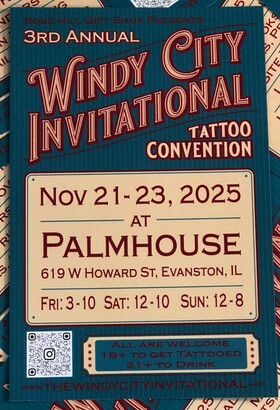 Rose Hill Gift Shop Presents
3rd Annual
Windy City
Invitational
Tattoo
Convention
Nov 21-23, 2025
at
Palmhouse
619 W Howard St, Evanston, IL
Fri: 3-10 Sat: 12-10 Sun: 12-8
All are welcome
18+ to get Tattooed
21+ to Drink
www.thewindycityinvitational.com